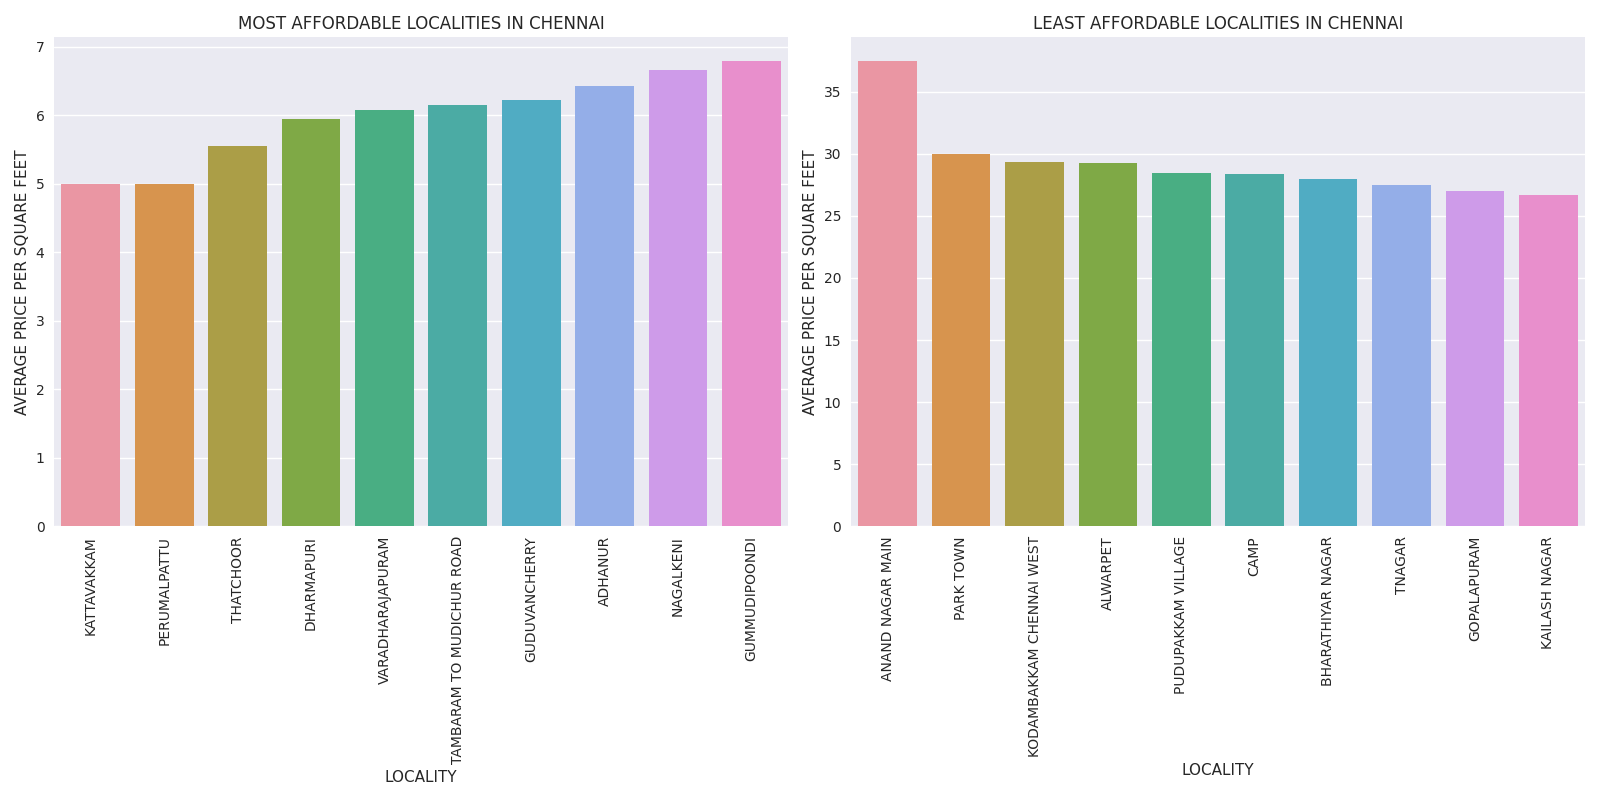 MOST AFFORDABLE LOCALITIES IN CHENNAI
AVERAGE PRICE PER SQUARE FEET
7
6
5
4
3
2
1
0
KATTAVAKKAM
PERUMALPATTU
THATCHOOR
DHARMAPURI
VARADHARAJAPURAM
TAMBARAM TO MUDICHUR ROAD
GUDUVANCHERRY
ADHANUR
NAGALKENI
GUMMUDIPOONDI
LOCALITY
LEAST AFFORDABLE LOCALITIES IN CHENNAI
AVERAGE PRICE PER SQUARE FEET
35
30
25
20
15
10
5
0
ANAND NAGAR MAIN
PARK TOWN
KODAMBAKKAM CHENNAI WEST
ALWARPET
PUDUPAKKAM VILLAGE
CAMP
BHARATHIYAR NAGAR
TNAGAR
GOPALAPURAM
KAILASH NAGAR
LOCALITY